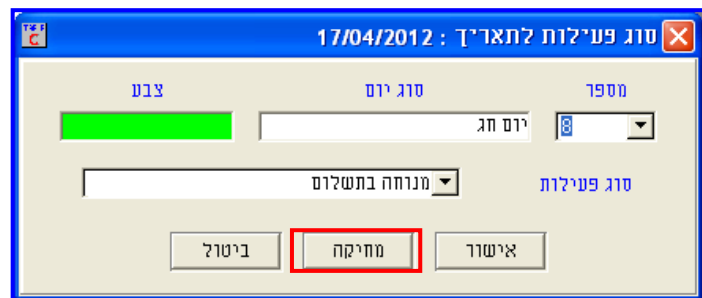 סוג פעילות לתאריך : 17/04/2012
מספר סוג יום צבע
8 יום חג
סוג פעילות מנוחה בתשלום
אישור מחיקה ביטול